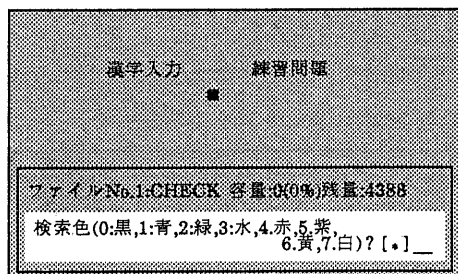 漢字入力 練習問題
ファイルNo.1:CHECK 容量:0(0%)残量:4388
検索色(0:黒,1:青,2:緑,3:水,4.赤,5.紫,
6.黄,7.白)? [*]__